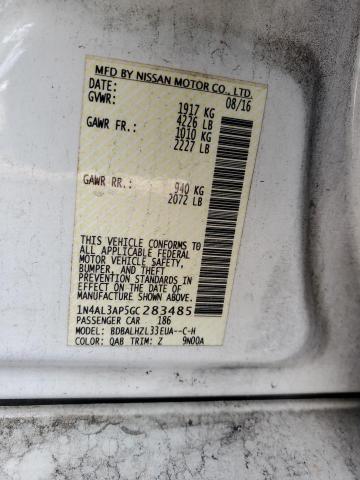 MFD BY NISSAN MOTOR CO., LTD.
DATE: 08/16
GVWR: 1917 KG
4226 LB
GAWR FR.: 1010 KG
2227 LB
GAWR RR.: 940 KG
2072 LB
THIS VEHICLE CONFORMS TO
ALL APPLICABLE FEDERAL
MOTOR VEHICLE SAFETY,
BUMPER, AND THEFT
PREVENTION STANDARDS IN
EFFECT ON THE DATE OF
MANUFACTURE SHOWN ABOVE.
1N4AL3AP5GC 283485
PASSENGER CAR 186
MODEL: BDBALHZL33EUA--C-H
COLOR: QAB TRIM: Z 9N00A